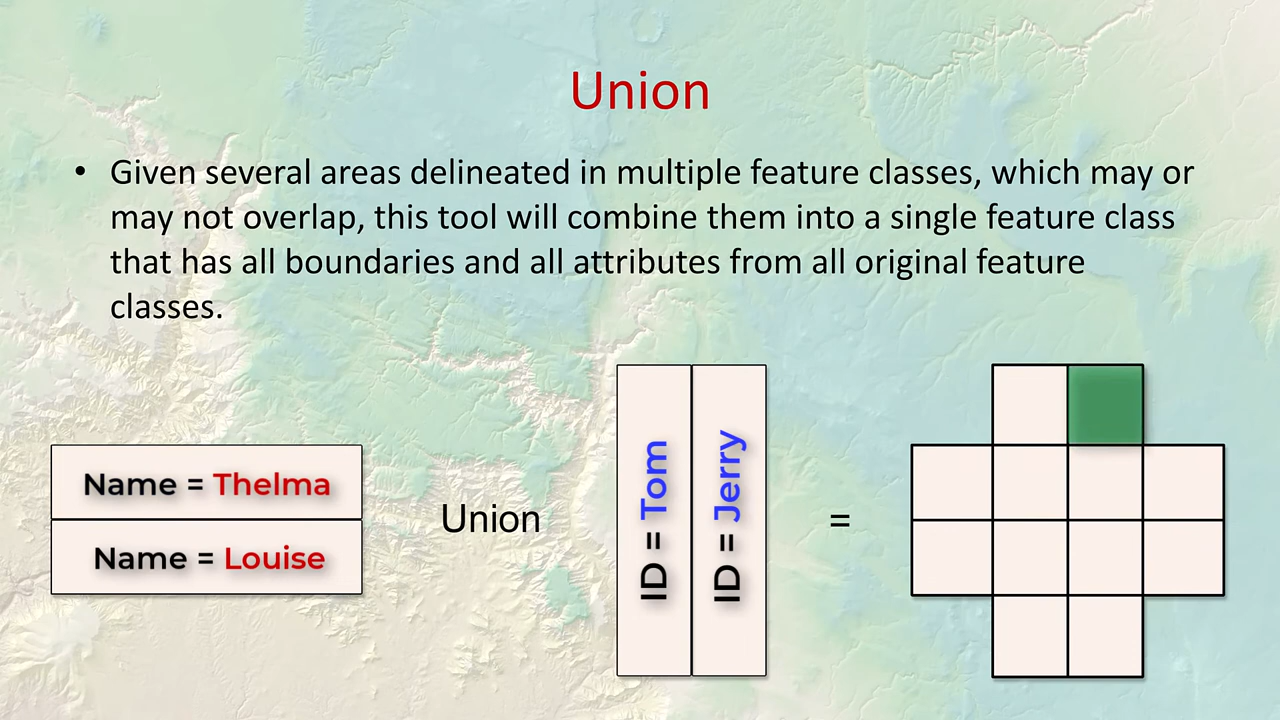 Union
• Given several areas delineated in multiple feature classes, which may or
may not overlap, this tool will combine them into a single feature class
that has all boundaries and all attributes from all original feature
classes.
Name = Thelma
Name = Louise
Union
ID = Tom
ID = Jerry
=